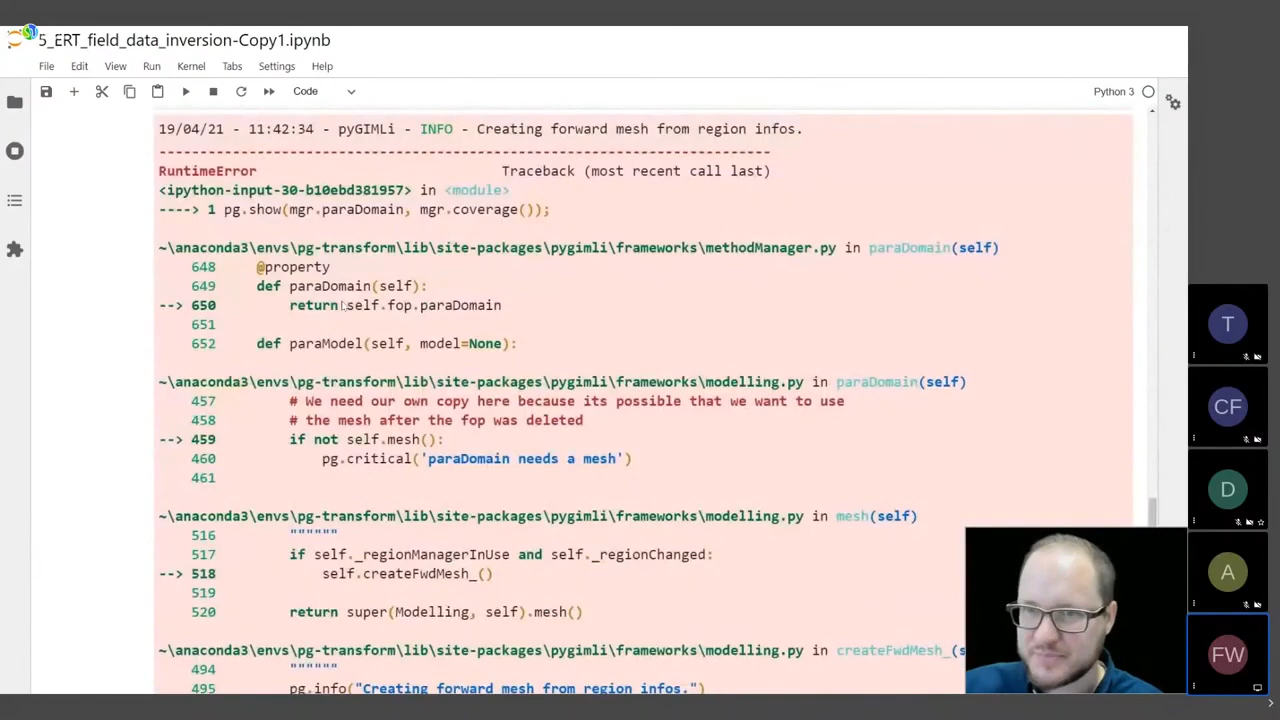 5_ERT_field_data_inversion-Copy1.ipynb
File Edit View Run Kernel Tabs Settings Help
Code Python 3
19/04/21 - 11:42:34 - pyGIMLi - INFO - Creating forward mesh from region infos.
---------------------------------------------------------------------------
RuntimeError Traceback (most recent call last)
<ipython-input-30-b10ebd381957> in <module>
----> 1 pg.show(mgr.paraDomain, mgr.coverage());
~\anaconda3\envs\pg-transform\lib\site-packages\pygimli\frameworks\methodManager.py in paraDomain(self)
648 @property
649 def paraDomain(self):
--> 650 return self.fop.paraDomain
651
652 def paraModel(self, model=None):
~\anaconda3\envs\pg-transform\lib\site-packages\pygimli\frameworks\modelling.py in paraDomain(self)
457 # We need our own copy here because its possible that we want to use
458 # the mesh after the fop was deleted
--> 459 if not self.mesh():
460 pg.critical('paraDomain needs a mesh')
461
~\anaconda3\envs\pg-transform\lib\site-packages\pygimli\frameworks\modelling.py in mesh(self)
516 """"""
517 if self._regionManagerInUse and self._regionChanged:
--> 518 self.createFwdMesh_()
519
520 return super(Modelling, self).mesh()
~\anaconda3\envs\pg-transform\lib\site-packages\pygimli\frameworks\modelling.py in createFwdMesh_(s
494 """"""
495 pg.info("Creating forward mesh from region infos.")
T
CF
D
A
FW